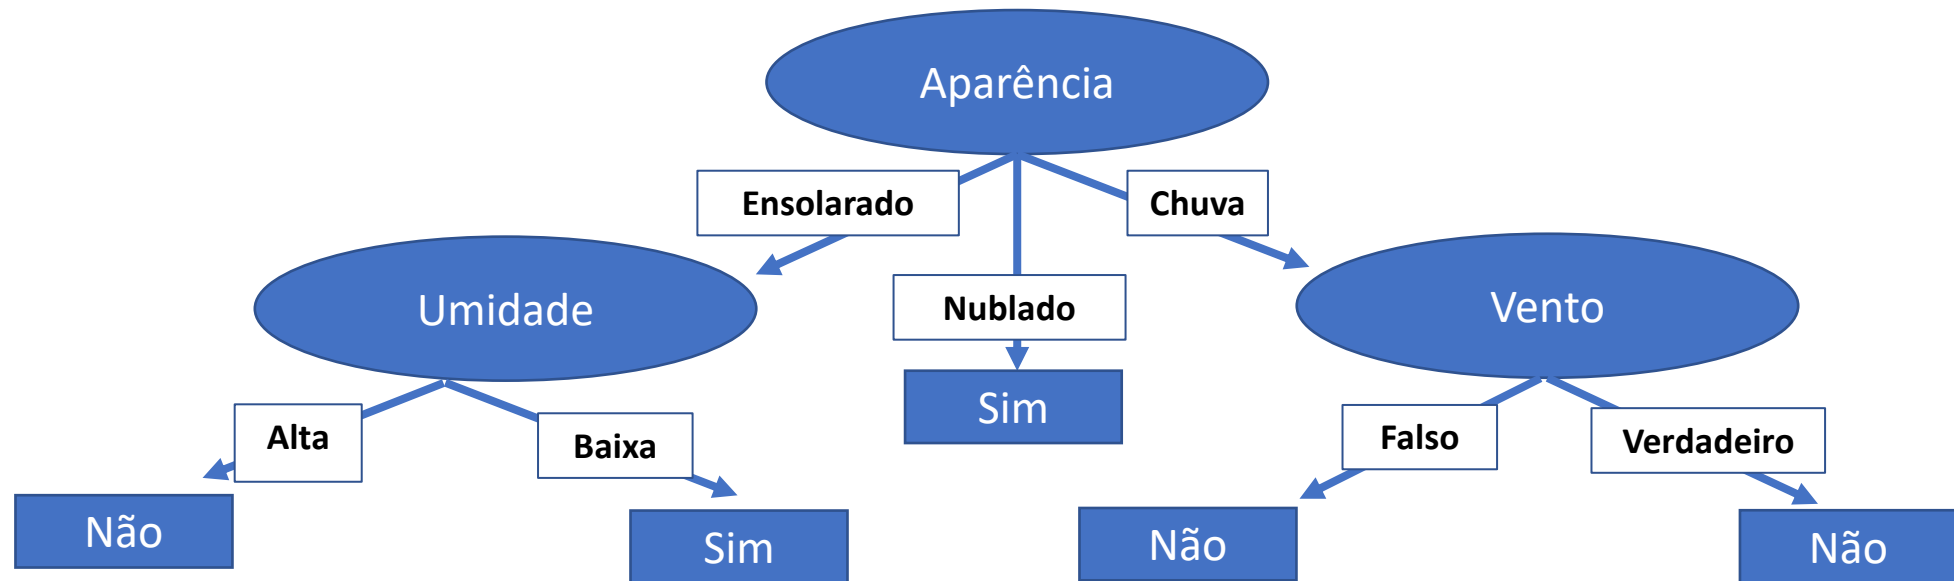 Aparência
Ensolarado
Chuva
Umidade
Nublado
Vento
Sim
Alta
Baixa
Falso
Verdadeiro
Não
Sim
Não
Não